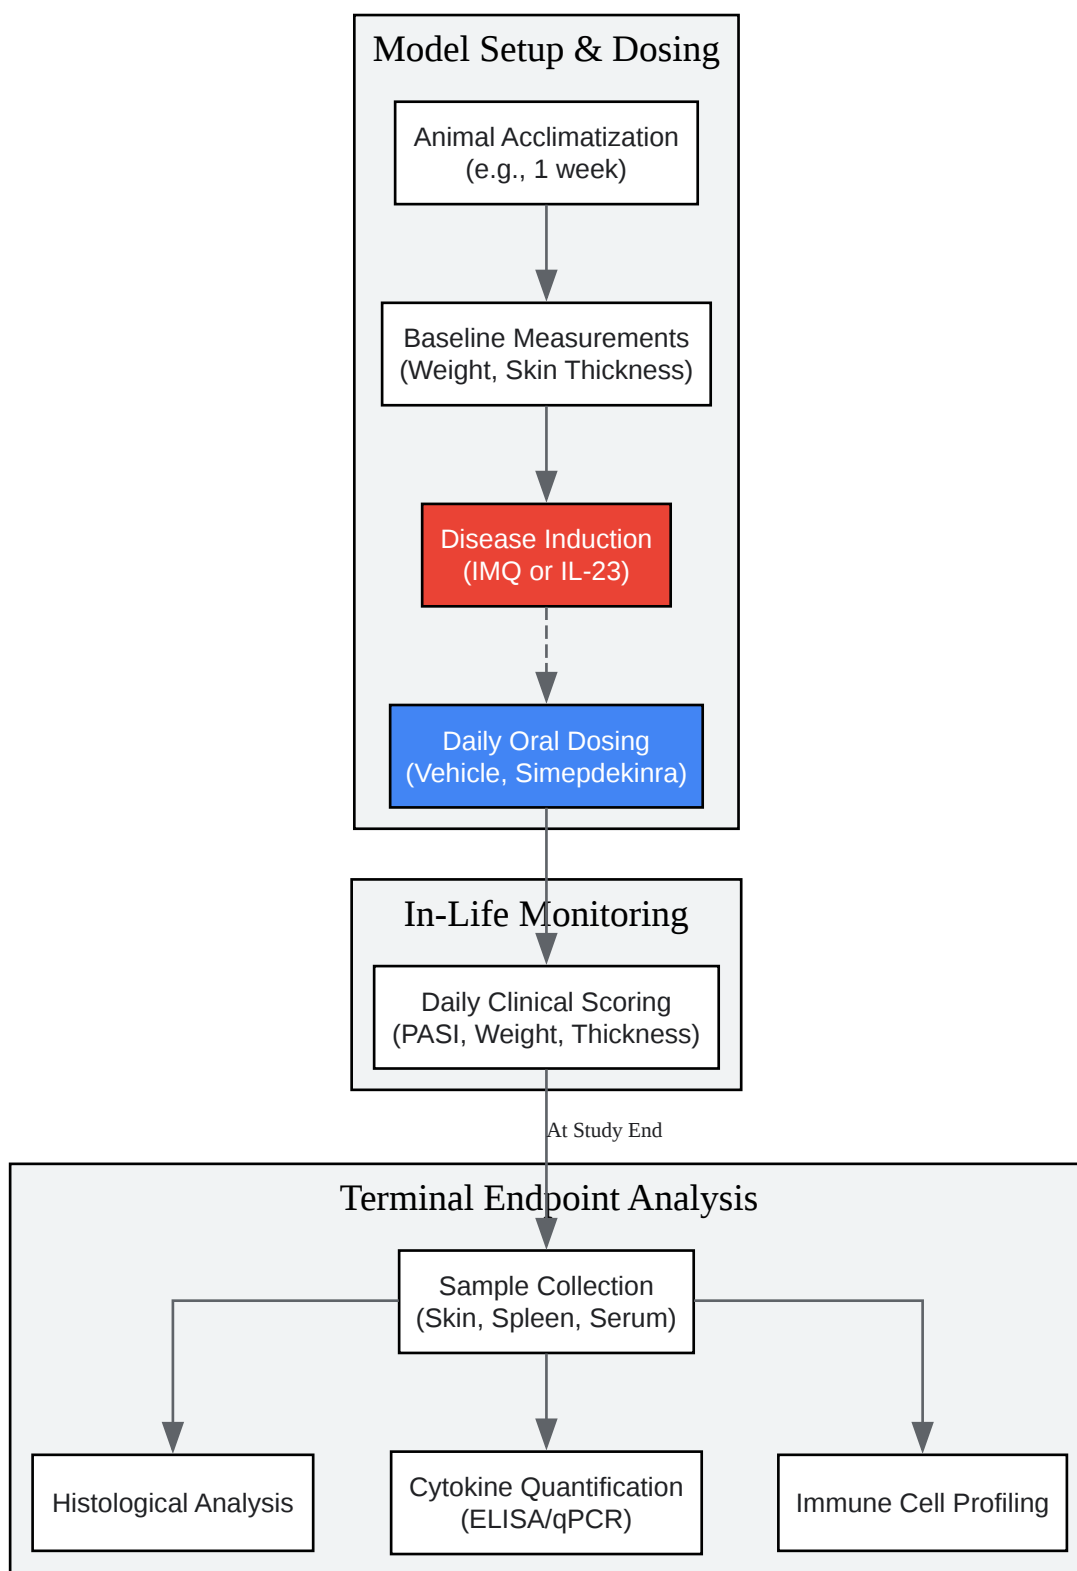 Model Setup & Dosing
Animal Acclimatization
(e.g., 1 week)
Baseline Measurements
(Weight, Skin Thickness)
Disease Induction
(IMQ or IL-23)
Daily Oral Dosing
(Vehicle, Simepdekinra)
In-Life Monitoring
Daily Clinical Scoring
(PASI, Weight, Thickness)
At Study End
Terminal Endpoint Analysis
Sample Collection
(Skin, Spleen, Serum)
Histological Analysis
Cytokine Quantification
(ELISA/qPCR)
Immune Cell Profiling